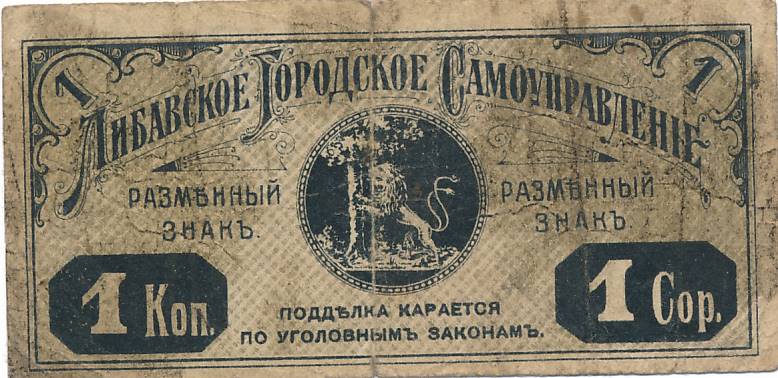 1 1
Либавское Городское Самоуправленіе
РАЗМѢННЫЙ
ЗНАКЪ.
РАЗМѢННЫЙ
ЗНАКЪ.
1 Коп.
1 Cop.
ПОДДѢЛКА КАРАЕТСЯ
ПО УГОЛОВНЫМЪ ЗАКОНАМЪ.